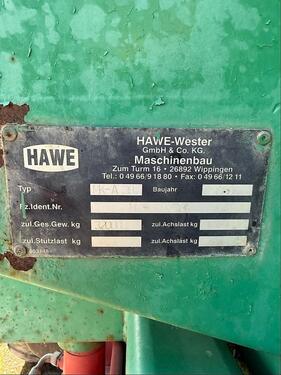 HAWE
HAWE-Wester
GmbH & Co. KG.
Maschinenbau
Zum Turm 16 • 26892 Wippingen
Tel.: 0 49 66/9 18 80 • Fax 0 49 66/12 11
Typ
Baujahr
Fz.Ident.Nr.
zul.Ges.Gew. kg
zul.Achslast kg
zul.Stützlast kg
zul.Achslast kg